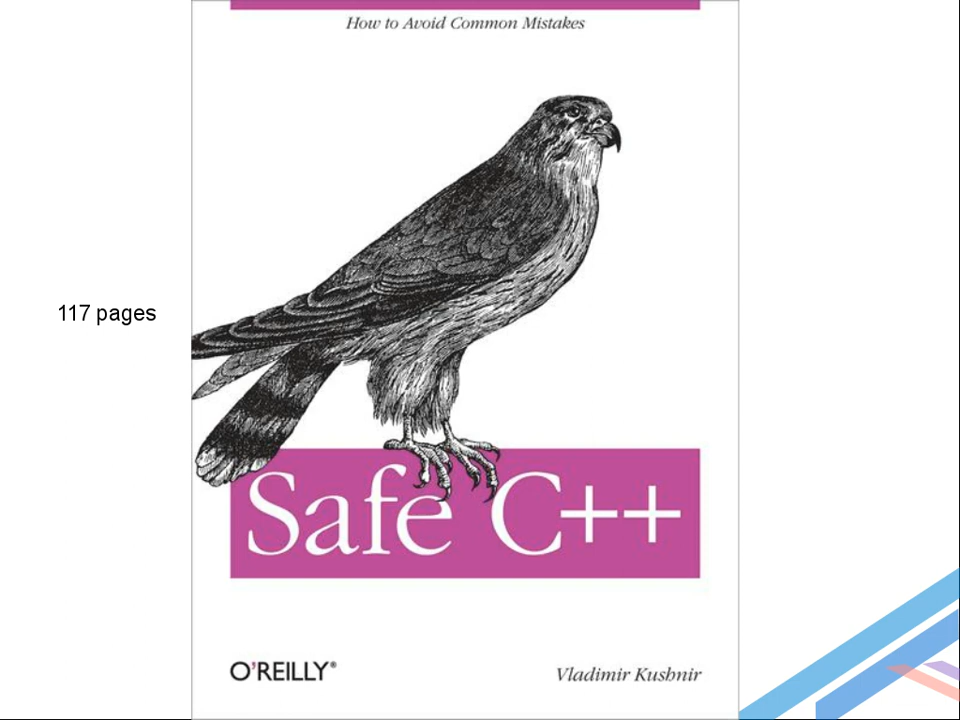 How to Avoid Common Mistakes
117 pages
Safe C++
O'REILLY®
Vladimir Kushnir